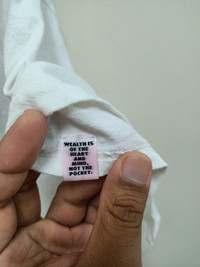 WEALTH IS
OF THE
HEART
AND
MIND,
NOT THE
POCKET.